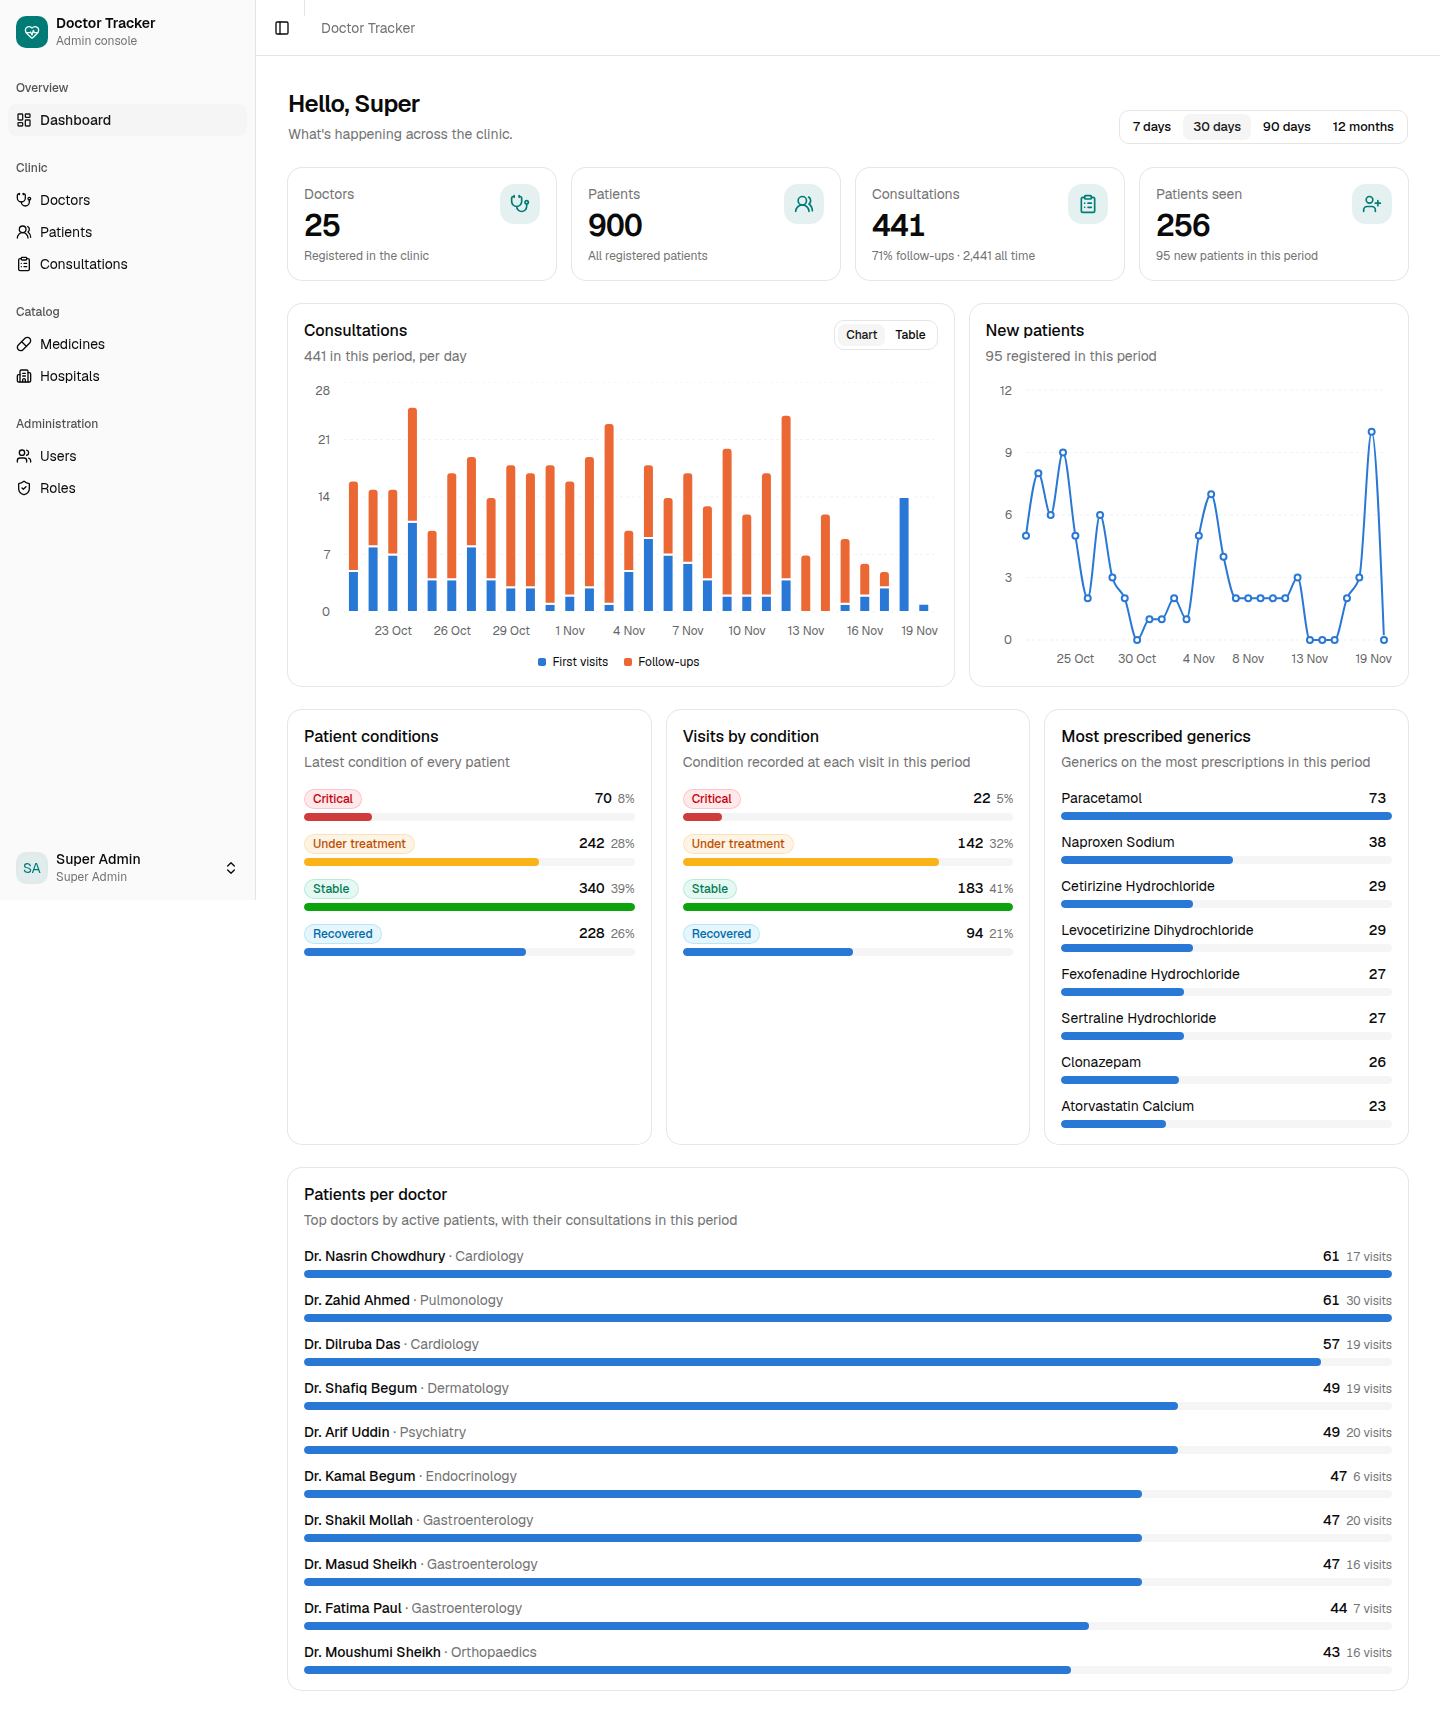 Doctor Tracker
Admin console
Overview
Dashboard
Clinic
Doctors
Patients
Consultations
Catalog
Medicines
Hospitals
Administration
Users
Roles
SA
Super Admin
Super Admin
Doctor Tracker
Hello, Super
What's happening across the clinic.
7 days 30 days 90 days 12 months
Doctors
25
Registered in the clinic
Patients
900
All registered patients
Consultations
441
71% follow-ups · 2,441 all time
Patients seen
256
95 new patients in this period
Consultations
441 in this period, per day
Chart Table
28
21
14
7
0
23 Oct 26 Oct 29 Oct 1 Nov 4 Nov 7 Nov 10 Nov 13 Nov 16 Nov 19 Nov
First visits Follow-ups
New patients
95 registered in this period
12
9
6
3
0
25 Oct 30 Oct 4 Nov 8 Nov 13 Nov 19 Nov
Patient conditions
Latest condition of every patient
Critical 70 8%
Under treatment 242 28%
Stable 340 39%
Recovered 228 26%
Visits by condition
Condition recorded at each visit in this period
Critical 22 5%
Under treatment 142 32%
Stable 183 41%
Recovered 94 21%
Most prescribed generics
Generics on the most prescriptions in this period
Paracetamol 73
Naproxen Sodium 38
Cetirizine Hydrochloride 29
Levocetirizine Dihydrochloride 29
Fexofenadine Hydrochloride 27
Sertraline Hydrochloride 27
Clonazepam 26
Atorvastatin Calcium 23
Patients per doctor
Top doctors by active patients, with their consultations in this period
Dr. Nasrin Chowdhury · Cardiology 61 17 visits
Dr. Zahid Ahmed · Pulmonology 61 30 visits
Dr. Dilruba Das · Cardiology 57 19 visits
Dr. Shafiq Begum · Dermatology 49 19 visits
Dr. Arif Uddin · Psychiatry 49 20 visits
Dr. Kamal Begum · Endocrinology 47 6 visits
Dr. Shakil Mollah · Gastroenterology 47 20 visits
Dr. Masud Sheikh · Gastroenterology 47 16 visits
Dr. Fatima Paul · Gastroenterology 44 7 visits
Dr. Moushumi Sheikh · Orthopaedics 43 16 visits